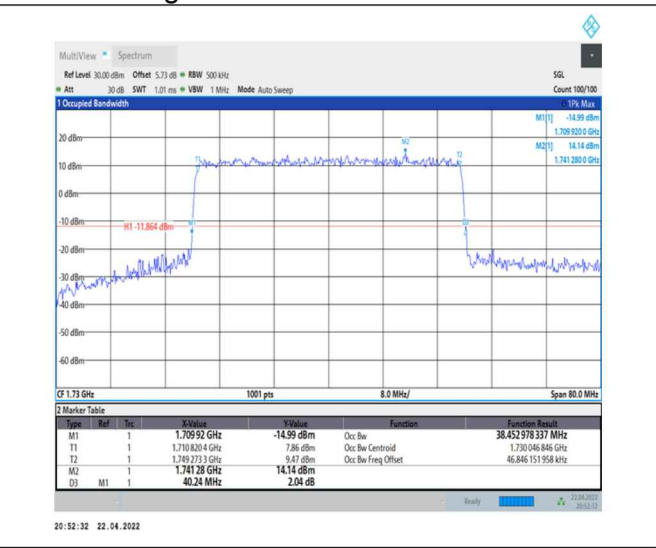 MultiView Spectrum
Ref Level 30.00 dBm Offset 5.73 dB RBW 500 kHz SGL
Att 30 dB SWT 1.01 ms VBW 1 MHz Mode Auto Sweep Count 100/100
1 Occupied Bandwidth 1Pk Max
M1[1] -14.99 dBm
1.709 920 0 GHz
M2[1] 14.14 dBm
1.741 280 0 GHz
20 dBm
M2
T1 T2
10 dBm
0 dBm
-10 dBm
H1 -11.864 dBm M1 D3
-20 dBm
-30 dBm
-40 dBm
-50 dBm
-60 dBm
CF 1.73 GHz 1001 pts 8.0 MHz/ Span 80.0 MHz
2 Marker Table
Type Ref Trc X-Value Y-Value Function Function Result
M1 1 1.709 92 GHz -14.99 dBm Occ Bw 38.452 978 337 MHz
T1 1 1.710 820 4 GHz 7.86 dBm Occ Bw Centroid 1.730 046 846 GHz
T2 1 1.749 273 3 GHz 9.47 dBm Occ Bw Freq Offset 46.846 151 958 kHz
M2 1 1.741 28 GHz 14.14 dBm
D3 M1 1 40.24 MHz 2.04 dB
Ready 22.04.2022
20:52:32
20:52:32 22.04.2022